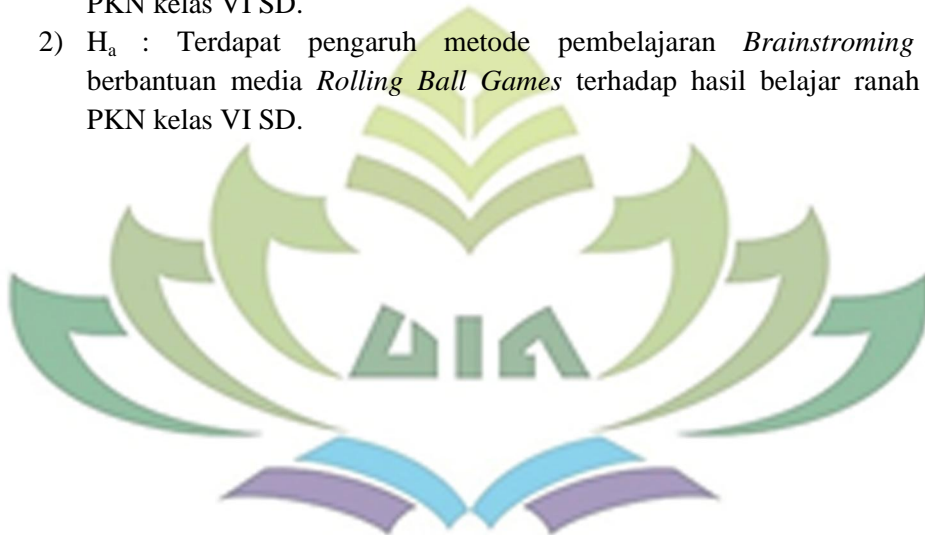 PKN kelas VI SD.
2) Hₐ : Terdapat pengaruh metode pembelajaran Brainstroming
berbantuan media Rolling Ball Games terhadap hasil belajar ranah
PKN kelas VI SD.
UIN